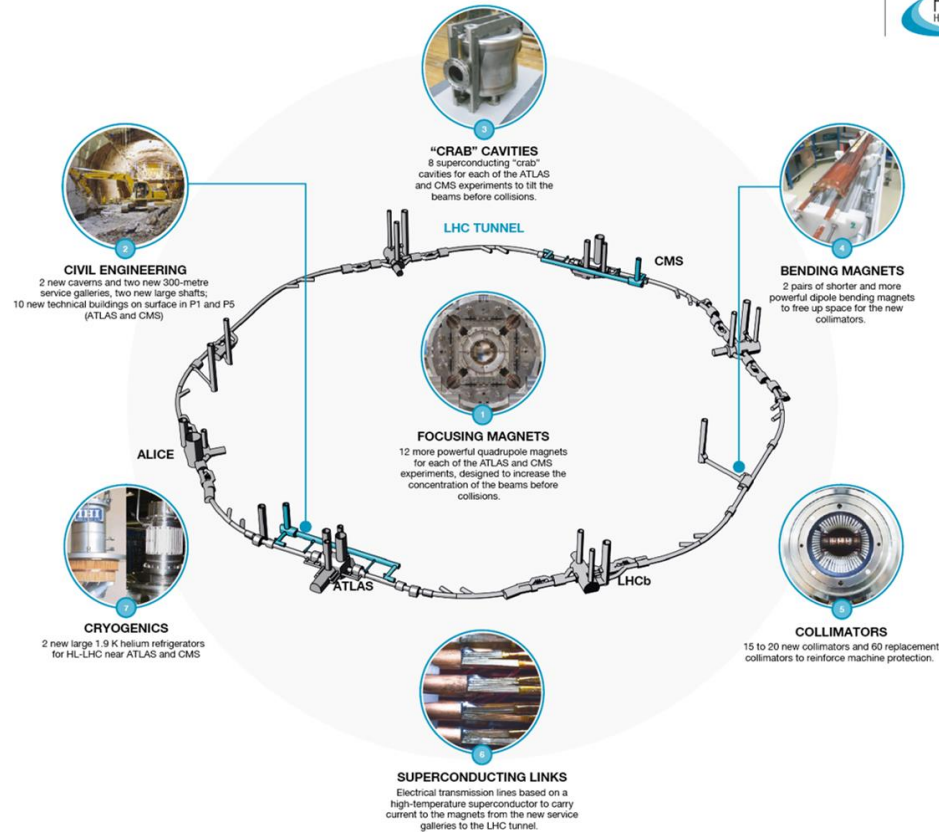 3
“CRAB” CAVITIES
8 superconducting “crab”
cavities for each of the ATLAS
and CMS experiments to tilt the
beams before collisions.
2
CIVIL ENGINEERING
2 new caverns and two new 300-metre
service galleries, two new large shafts;
10 new technical buildings on surface in P1 and P5
(ATLAS and CMS)
LHC TUNNEL
CMS
4
BENDING MAGNETS
2 pairs of shorter and more
powerful dipole bending magnets
to free up space for the new
collimators.
1
FOCUSING MAGNETS
12 more powerful quadrupole magnets
for each of the ATLAS and CMS
experiments, designed to increase the
concentration of the beams before
collisions.
ALICE
IHI
ATLAS
LHCb
7
CRYOGENICS
2 new large 1.9 K helium refrigerators
for HL-LHC near ATLAS and CMS
5
COLLIMATORS
15 to 20 new collimators and 60 replacement
collimators to reinforce machine protection.
6
SUPERCONDUCTING LINKS
Electrical transmission lines based on a
high-temperature superconductor to carry
current to the magnets from the new service
galleries to the LHC tunnel.